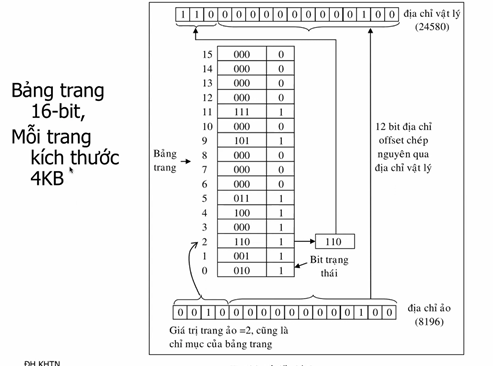 1 1 0 0 0 0 0 0 0 0 0 0 1 0 0
địa chỉ vật lý
(24580)
Bảng trang
16-bit,
Mỗi trang
kích thước
4KB
Bảng
trang
15 000 0
14 000 0
13 000 0
12 000 0
11 111 1
10 000 0
9 101 1
8 000 0
7 000 0
6 000 0
5 011 1
4 100 1
3 000 1
2 110 1
1 001 1
0 010 1
110
Bit trạng
thái
12 bit địa chỉ
offset chép
nguyên qua
địa chỉ vật lý
0 0 1 0 0 0 0 0 0 0 0 0 0 1 0 0
địa chỉ ảo
(8196)
Giá trị trang ảo =2, cũng là
chỉ mục của bảng trang
ĐH KHTN